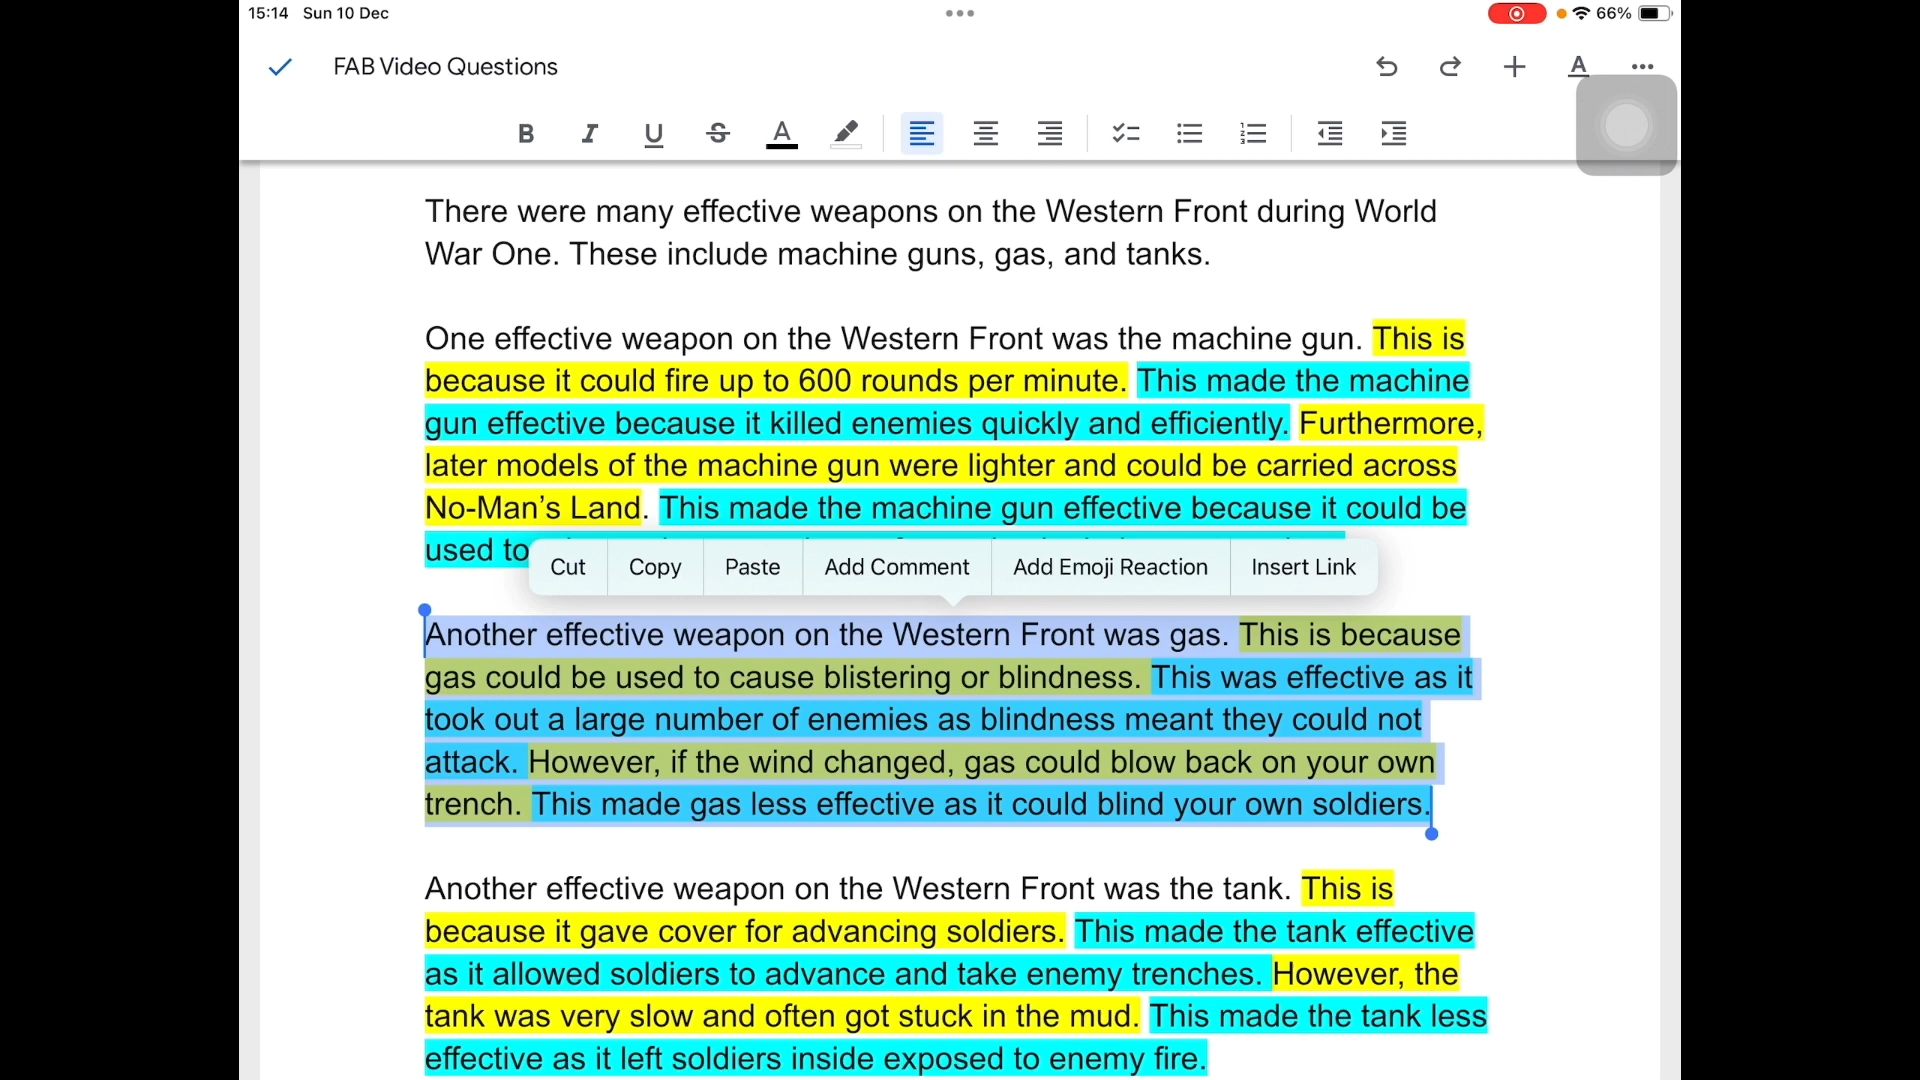 15:14 Sun 10 Dec
66%
FAB Video Questions
There were many effective weapons on the Western Front during World
War One. These include machine guns, gas, and tanks.
One effective weapon on the Western Front was the machine gun. This is
because it could fire up to 600 rounds per minute. This made the machine
gun effective because it killed enemies quickly and efficiently. Furthermore,
later models of the machine gun were lighter and could be carried across
No-Man’s Land. This made the machine gun effective because it could be
used to
Cut Copy Paste Add Comment Add Emoji Reaction Insert Link
Another effective weapon on the Western Front was gas. This is because
gas could be used to cause blistering or blindness. This was effective as it
took out a large number of enemies as blindness meant they could not
attack. However, if the wind changed, gas could blow back on your own
trench. This made gas less effective as it could blind your own soldiers.
Another effective weapon on the Western Front was the tank. This is
because it gave cover for advancing soldiers. This made the tank effective
as it allowed soldiers to advance and take enemy trenches. However, the
tank was very slow and often got stuck in the mud. This made the tank less
effective as it left soldiers inside exposed to enemy fire.